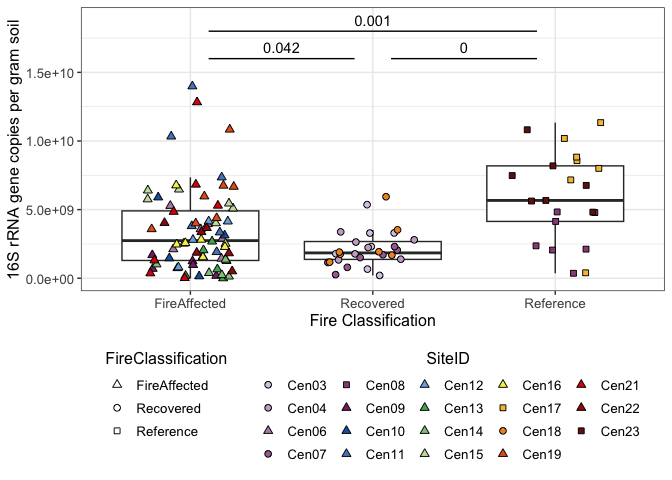 16S rRNA gene copies per gram soil
0.001
0.042 0
1.5e+10
1.0e+10
5.0e+09
0.0e+00
FireAffected Recovered Reference
Fire Classification
FireClassification
FireAffected
Recovered
Reference
SiteID
Cen03 Cen08 Cen12 Cen16 Cen21
Cen04 Cen09 Cen13 Cen17 Cen22
Cen06 Cen10 Cen14 Cen18 Cen23
Cen07 Cen11 Cen15 Cen19